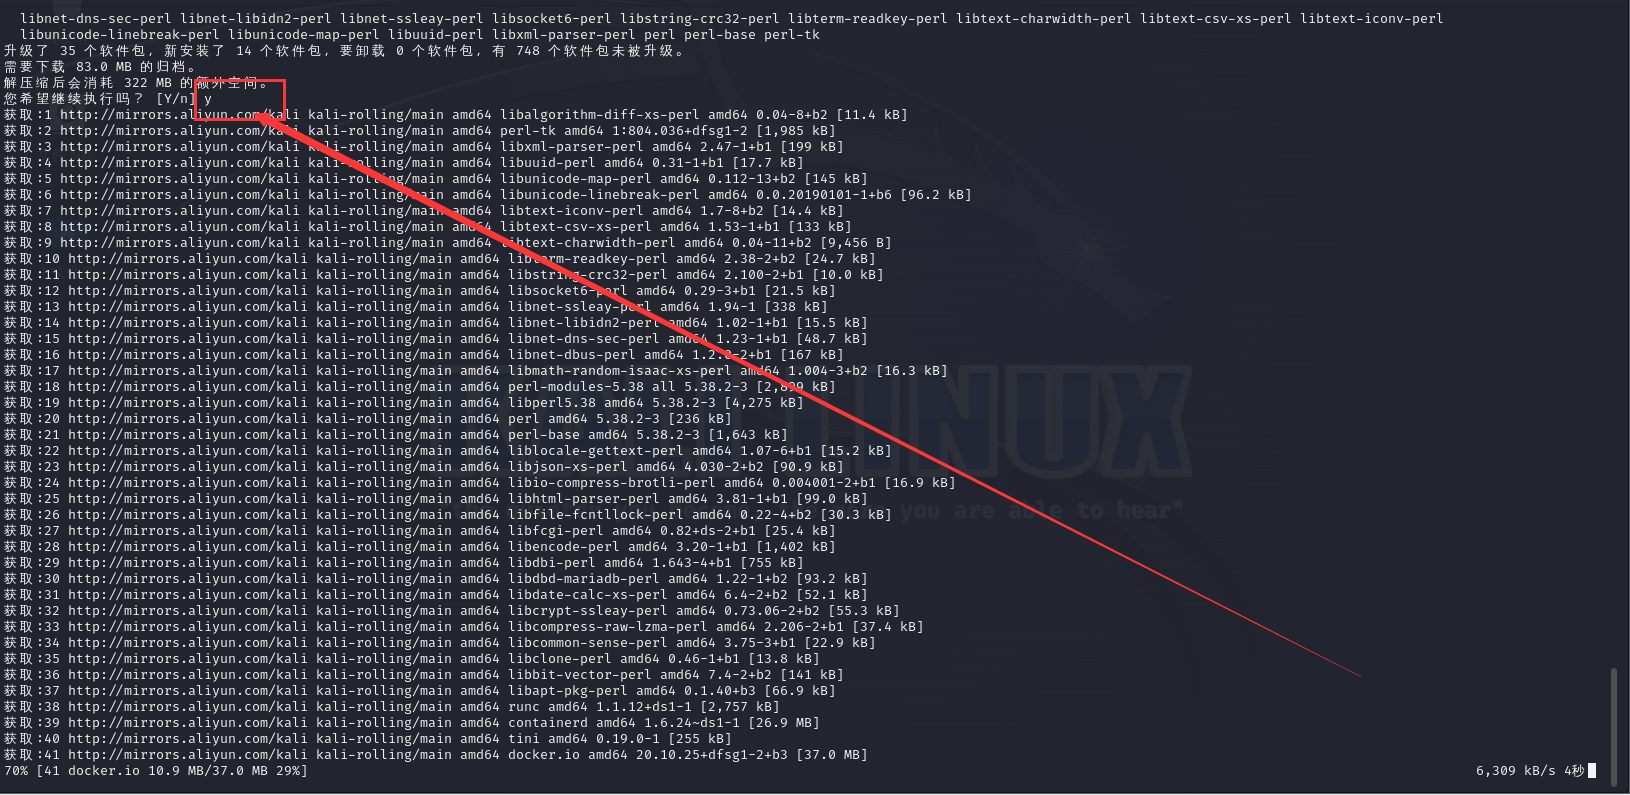 libnet-dns-sec-perl libnet-libidn2-perl libnet-ssleay-perl libsocket6-perl libstring-crc32-perl libterm-readkey-perl libtext-charwidth-perl libtext-csv-xs-perl libtext-iconv-perl
libunicode-linebreak-perl libunicode-map-perl libuuid-perl libxml-parser-perl perl perl-base perl-tk
升级了 35 个软件包，新安装了 14 个软件包，要卸载 0 个软件包，有 748 个软件包未被升级。
需要下载 83.0 MB 的归档。
解压缩后会消耗 322 MB 的额外空间。
您希望继续执行吗？ [Y/n] y
获取:1 http://mirrors.aliyun.com/kali kali-rolling/main amd64 libalgorithm-diff-xs-perl amd64 0.04-8+b2 [11.4 kB]
获取:2 http://mirrors.aliyun.com/kali kali-rolling/main amd64 perl-tk amd64 1:804.036+dfsg1-2 [1,985 kB]
获取:3 http://mirrors.aliyun.com/kali kali-rolling/main amd64 libxml-parser-perl amd64 2.47-1+b1 [199 kB]
获取:4 http://mirrors.aliyun.com/kali kali-rolling/main amd64 libuuid-perl amd64 0.31-1+b1 [17.7 kB]
获取:5 http://mirrors.aliyun.com/kali kali-rolling/main amd64 libunicode-map-perl amd64 0.112-13+b2 [145 kB]
获取:6 http://mirrors.aliyun.com/kali kali-rolling/main amd64 libunicode-linebreak-perl amd64 0.0.20190101-1+b6 [96.2 kB]
获取:7 http://mirrors.aliyun.com/kali kali-rolling/main amd64 libtext-iconv-perl amd64 1.7-8+b2 [14.4 kB]
获取:8 http://mirrors.aliyun.com/kali kali-rolling/main amd64 libtext-csv-xs-perl amd64 1.53-1+b1 [133 kB]
获取:9 http://mirrors.aliyun.com/kali kali-rolling/main amd64 libtext-charwidth-perl amd64 0.04-11+b2 [9,456 B]
获取:10 http://mirrors.aliyun.com/kali kali-rolling/main amd64 libterm-readkey-perl amd64 2.38-2+b2 [24.7 kB]
获取:11 http://mirrors.aliyun.com/kali kali-rolling/main amd64 libstring-crc32-perl amd64 2.100-2+b1 [10.0 kB]
获取:12 http://mirrors.aliyun.com/kali kali-rolling/main amd64 libsocket6-perl amd64 0.29-3+b1 [21.5 kB]
获取:13 http://mirrors.aliyun.com/kali kali-rolling/main amd64 libnet-ssleay-perl amd64 1.94-1 [338 kB]
获取:14 http://mirrors.aliyun.com/kali kali-rolling/main amd64 libnet-libidn2-perl amd64 1.02-1+b1 [15.5 kB]
获取:15 http://mirrors.aliyun.com/kali kali-rolling/main amd64 libnet-dns-sec-perl amd64 1.23-1+b1 [48.7 kB]
获取:16 http://mirrors.aliyun.com/kali kali-rolling/main amd64 libnet-dbus-perl amd64 1.2.0-2+b1 [167 kB]
获取:17 http://mirrors.aliyun.com/kali kali-rolling/main amd64 libmath-random-isaac-xs-perl amd64 1.004-3+b2 [16.3 kB]
获取:18 http://mirrors.aliyun.com/kali kali-rolling/main amd64 perl-modules-5.38 all 5.38.2-3 [2,899 kB]
获取:19 http://mirrors.aliyun.com/kali kali-rolling/main amd64 libperl5.38 amd64 5.38.2-3 [4,275 kB]
获取:20 http://mirrors.aliyun.com/kali kali-rolling/main amd64 perl amd64 5.38.2-3 [236 kB]
获取:21 http://mirrors.aliyun.com/kali kali-rolling/main amd64 perl-base amd64 5.38.2-3 [1,643 kB]
获取:22 http://mirrors.aliyun.com/kali kali-rolling/main amd64 liblocale-gettext-perl amd64 1.07-6+b1 [15.2 kB]
获取:23 http://mirrors.aliyun.com/kali kali-rolling/main amd64 libjson-xs-perl amd64 4.030-2+b2 [90.9 kB]
获取:24 http://mirrors.aliyun.com/kali kali-rolling/main amd64 libio-compress-brotli-perl amd64 0.004001-2+b1 [16.9 kB]
获取:25 http://mirrors.aliyun.com/kali kali-rolling/main amd64 libhtml-parser-perl amd64 3.81-1+b1 [99.0 kB]
获取:26 http://mirrors.aliyun.com/kali kali-rolling/main amd64 libfile-fcntllock-perl amd64 0.22-4+b2 [30.3 kB]
获取:27 http://mirrors.aliyun.com/kali kali-rolling/main amd64 libfcgi-perl amd64 0.82+ds-2+b1 [25.4 kB]
获取:28 http://mirrors.aliyun.com/kali kali-rolling/main amd64 libencode-perl amd64 3.20-1+b1 [1,402 kB]
获取:29 http://mirrors.aliyun.com/kali kali-rolling/main amd64 libdbi-perl amd64 1.643-4+b1 [755 kB]
获取:30 http://mirrors.aliyun.com/kali kali-rolling/main amd64 libdbd-mariadb-perl amd64 1.22-1+b2 [93.2 kB]
获取:31 http://mirrors.aliyun.com/kali kali-rolling/main amd64 libdate-calc-xs-perl amd64 6.4-2+b2 [52.1 kB]
获取:32 http://mirrors.aliyun.com/kali kali-rolling/main amd64 libcrypt-ssleay-perl amd64 0.73.06-2+b2 [55.3 kB]
获取:33 http://mirrors.aliyun.com/kali kali-rolling/main amd64 libcompress-raw-lzma-perl amd64 2.206-2+b1 [37.4 kB]
获取:34 http://mirrors.aliyun.com/kali kali-rolling/main amd64 libcommon-sense-perl amd64 3.75-3+b1 [22.9 kB]
获取:35 http://mirrors.aliyun.com/kali kali-rolling/main amd64 libclone-perl amd64 0.46-1+b1 [13.8 kB]
获取:36 http://mirrors.aliyun.com/kali kali-rolling/main amd64 libbit-vector-perl amd64 7.4-2+b2 [141 kB]
获取:37 http://mirrors.aliyun.com/kali kali-rolling/main amd64 libapt-pkg-perl amd64 0.1.40+b3 [66.9 kB]
获取:38 http://mirrors.aliyun.com/kali kali-rolling/main amd64 runc amd64 1.1.12+ds1-1 [2,757 kB]
获取:39 http://mirrors.aliyun.com/kali kali-rolling/main amd64 containerd amd64 1.6.24~ds1-1 [26.9 MB]
获取:40 http://mirrors.aliyun.com/kali kali-rolling/main amd64 tini amd64 0.19.0-1 [255 kB]
获取:41 http://mirrors.aliyun.com/kali kali-rolling/main amd64 docker.io amd64 20.10.25+dfsg1-2+b3 [37.0 MB]
70% [41 docker.io 10.9 MB/37.0 MB 29%] 6,309 kB/s 4秒